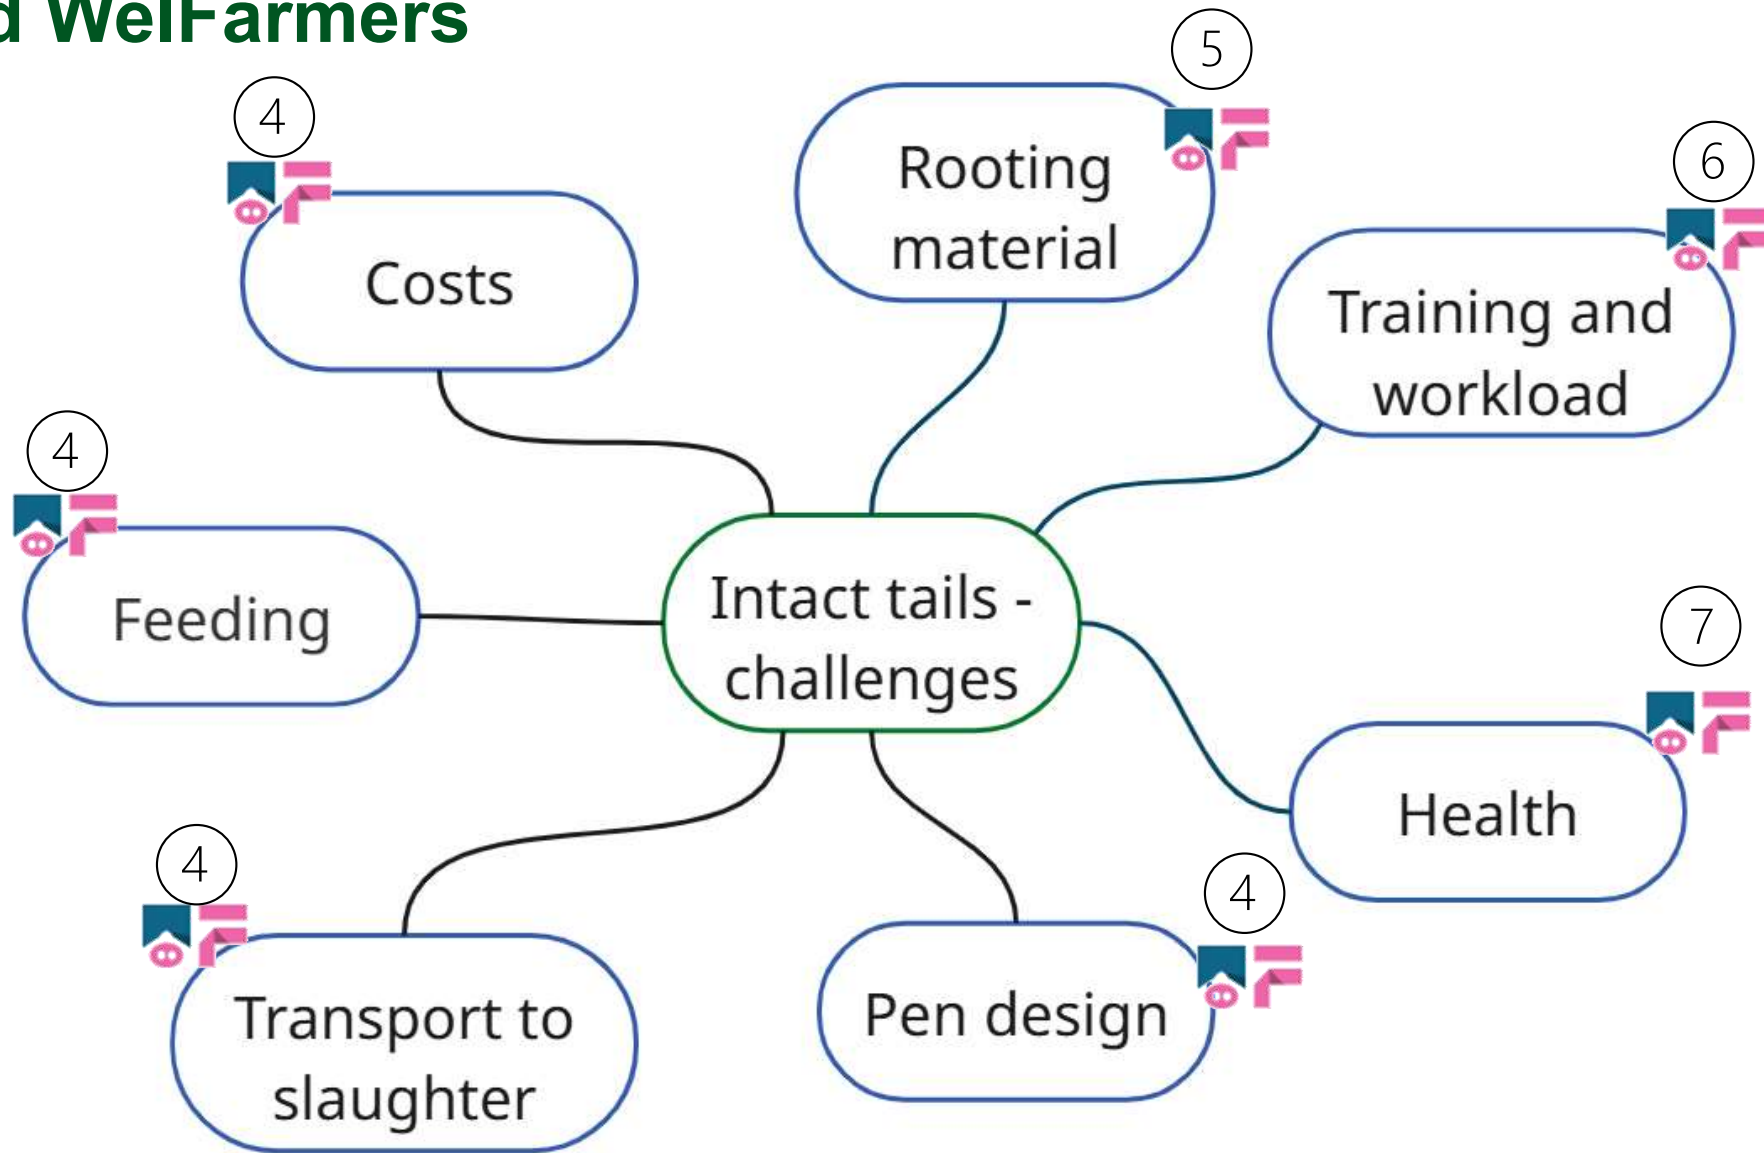 d WelFarmers
4
Costs
5
Rooting
material
6
Training and
workload
4
Feeding
Intact tails -
challenges
7
Health
4
Transport to
slaughter
4
Pen design